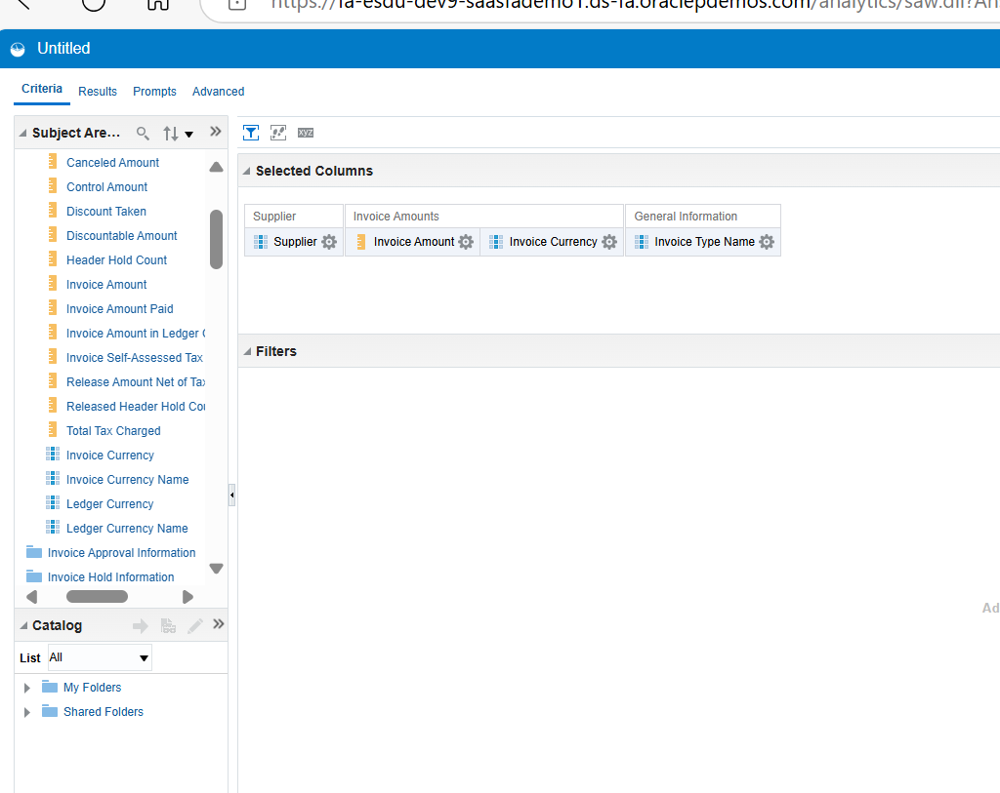 https://fa-esdu-dev9-saasfademo1.ds-fa.oraclepdemos.com/analytics/saw.dll?An
Untitled
Criteria Results Prompts Advanced
Subject Are...
Canceled Amount
Control Amount
Discount Taken
Discountable Amount
Header Hold Count
Invoice Amount
Invoice Amount Paid
Invoice Amount in Ledger C
Invoice Self-Assessed Tax
Release Amount Net of Tax
Released Header Hold Cou
Total Tax Charged
Invoice Currency
Invoice Currency Name
Ledger Currency
Ledger Currency Name
Invoice Approval Information
Invoice Hold Information
Catalog
List All
My Folders
Shared Folders
xyz
Selected Columns
Supplier Invoice Amounts General Information
Supplier Invoice Amount Invoice Currency Invoice Type Name
Filters
Ad